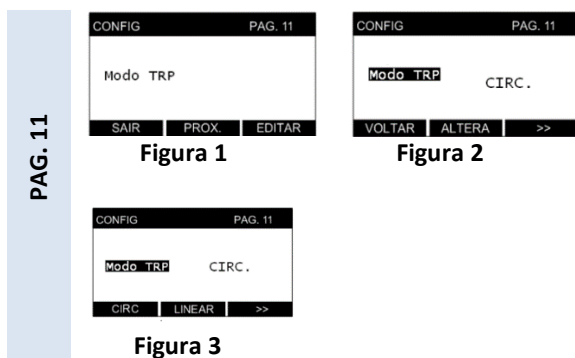 PAG. 11
CONFIG PAG. 11
Modo TRP
SAIR PROX. EDITAR
Figura 1
CONFIG PAG. 11
Modo TRP CIRC.
VOLTAR ALTERA >>
Figura 2
CONFIG PAG. 11
Modo TRP CIRC.
CIRC LINEAR >>
Figura 3